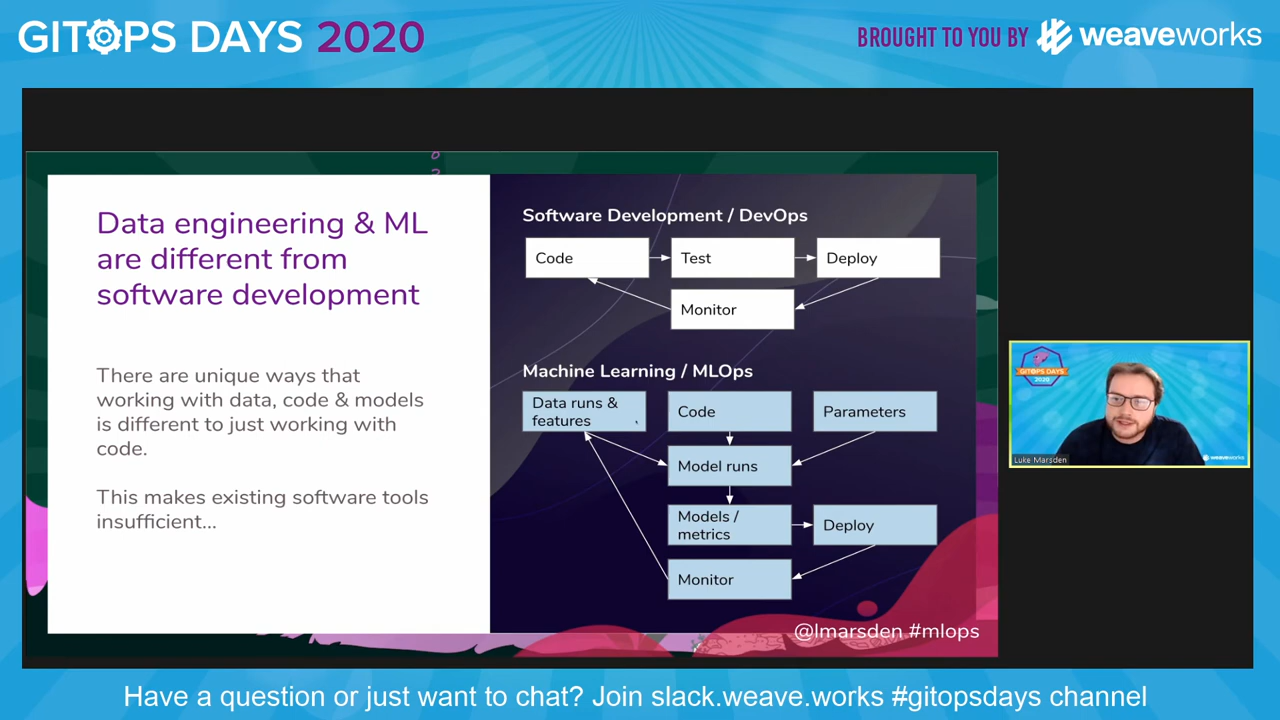 GITOPS DAYS 2020
BROUGHT TO YOU BY weaveworks
Data engineering & ML
are different from
software development
There are unique ways that
working with data, code & models
is different to just working with
code.
This makes existing software tools
insufficient...
Software Development / DevOps
Code
Test
Deploy
Monitor
Machine Learning / MLOps
Data runs &
features
Code
Parameters
Model runs
Models /
metrics
Deploy
Monitor
@lmarsden #mlops
GITOPS DAYS
2020
Luke Marsden
weaveworks
Have a question or just want to chat? Join slack.weave.works #gitopsdays channel